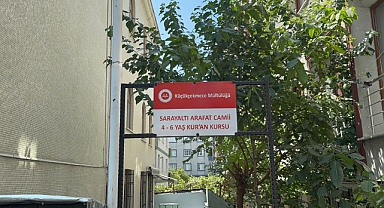 Küçükçekmece Müftülüğü
SARAYALTI ARAFAT CAMİİ
4 - 6 YAŞ KUR'AN KURSU